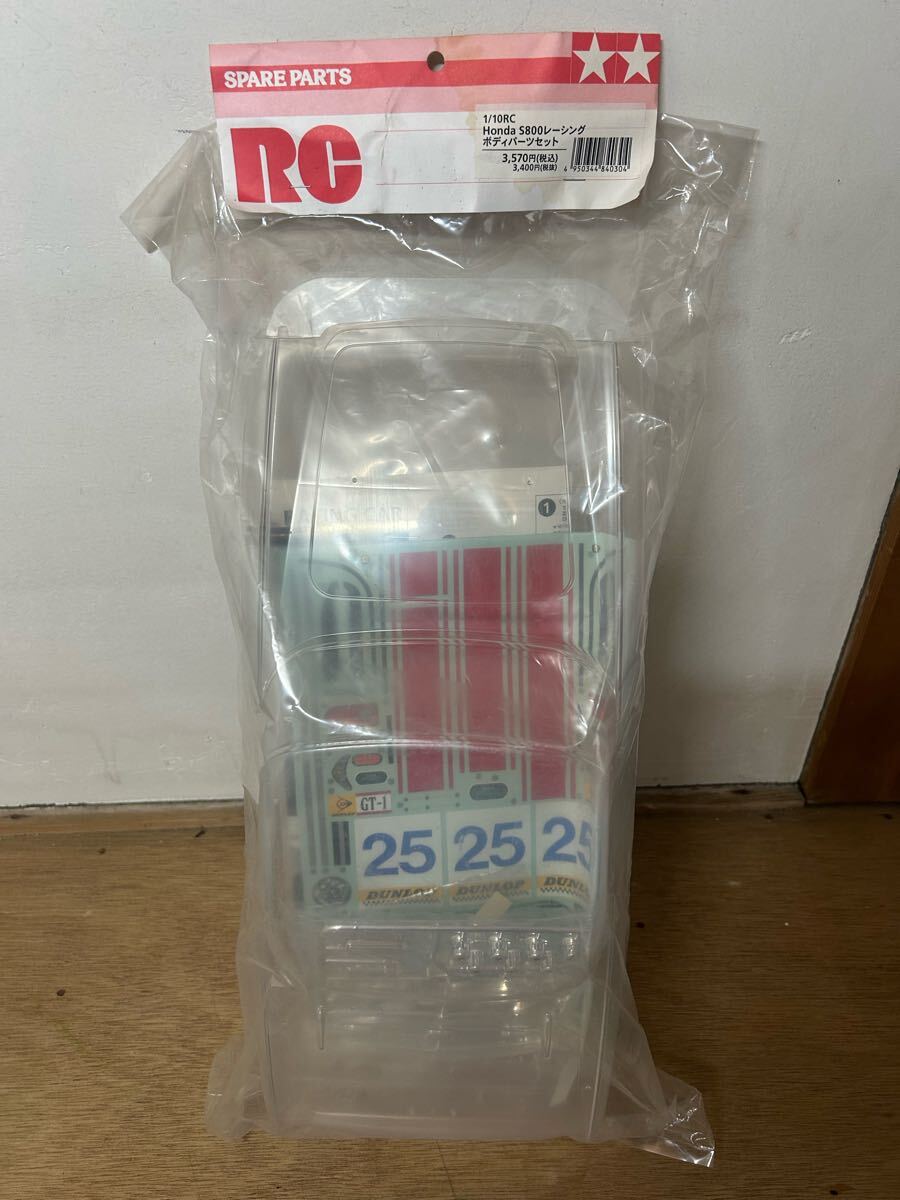 SPARE PARTS
RC
1/10RC
Honda S800レーシング
ボディパーツセット
3,570円(税込)
3,400円(税抜)
4 950344 840304
1
GT-1
25 25 25
DUNLOP DUNLOP DUNLO